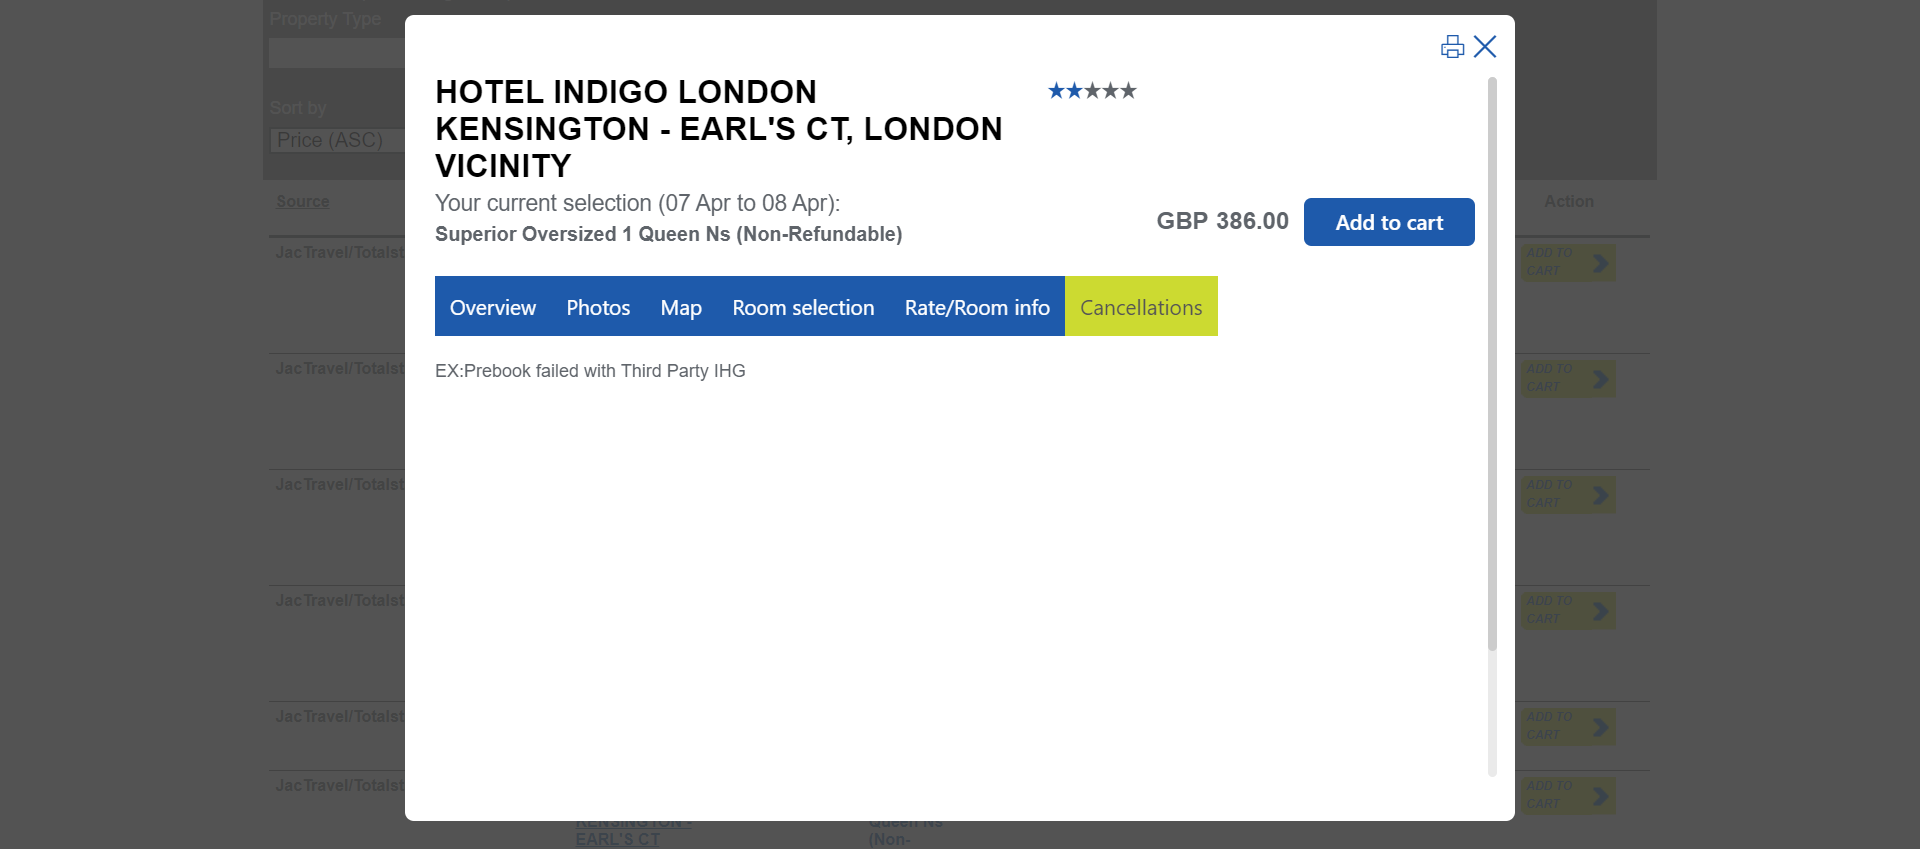 Property Type
Sort by
Price (ASC)
Source
Action
HOTEL INDIGO LONDON
KENSINGTON - EARL'S CT, LONDON
VICINITY
Your current selection (07 Apr to 08 Apr):
Superior Oversized 1 Queen Ns (Non-Refundable)
GBP 386.00
Add to cart
Overview Photos Map Room selection Rate/Room info Cancellations
EX:Prebook failed with Third Party IHG
JacTravel/Totalst
ADD TO
CART
JacTravel/Totalst
ADD TO
CART
JacTravel/Totalst
ADD TO
CART
JacTravel/Totalst
ADD TO
CART
JacTravel/Totalst
ADD TO
CART
JacTravel/Totalst
ADD TO
CART
KENSINGTON -
EARL'S CT
Queen Ns
(Non-